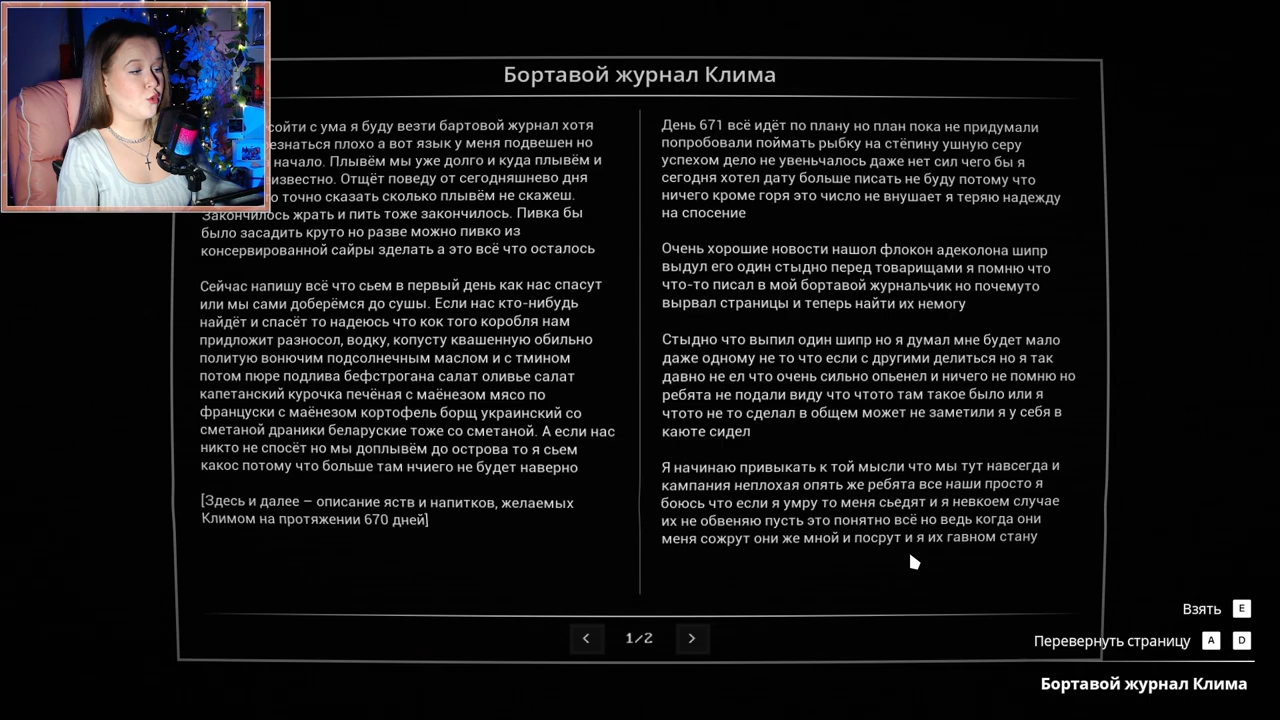 Бортавой журнал Клима
сойти с ума я буду везти бартовой журнал хотя
езнаться плохо а вот язык у меня подвешен но
начало. Плывём мы уже долго и куда плывём и
известно. Отщёт поведу от сегодняшнево дня
о точно сказать сколько плывём не скажеш.
Закончилось жрать и пить тоже закончилось. Пивка бы
было засадить круто но разве можно пивко из
консервированной сайры зделать а это всё что осталось
Сейчас напишу всё что сьем в первый день как нас спасут
или мы сами доберёмся до сушы. Если нас кто-нибудь
найдёт и спасёт то надеюсь что кок того коробля нам
придложит разносол, водку, копусту квашенную обильно
политую вонючим подсолнечным маслом и с тмином
потом пюре подлива бефстрогана салат оливье салат
капетанский курочка печёная с маёнезом мясо по
француски с маёнезом кортофель борщ украинский со
сметаной драники беларуские тоже со сметаной. А если нас
никто не спосёт но мы доплывём до острова то я сьем
какос потому что больше там нчиего не будет наверно
[Здесь и далее – описание яств и напитков, желаемых
Климом на протяжении 670 дней]
День 671 всё идёт по плану но план пока не придумали
попробовали поймать рыбку на стёпину ушную серу
успехом дело не увеньчалось даже нет сил чего бы я
сегодня хотел дату больше писать не буду потому что
ничего кроме горя это число не внушает я теряю надежду
на спосение
Очень хорошие новости нашол флокон адеколона шипр
выдул его один стыдно перед товарищами я помню что
что-то писал в мой бортавой журнальчик но почемуто
вырвал страницы и теперь найти их немогу
Стыдно что выпил один шипр но я думал мне будет мало
даже одному не то что если с другими делиться но я так
давно не ел что очень сильно опьенел и ничего не помню но
ребята не подали виду что чтото там такое было или я
чтото не то сделал в общем может не заметили я у себя в
каюте сидел
Я начинаю привыкать к той мысли что мы тут навсегда и
кампания неплохая опять же ребята все наши просто я
боюсь что если я умру то меня сьедят и я невкоем случае
их не обвеняю пусть это понятно всё но ведь когда они
меня сожрут они же мной и посрут и я их гавном стану
1/2
Взять E
Перевернуть страницу A D
Бортавой журнал Клима